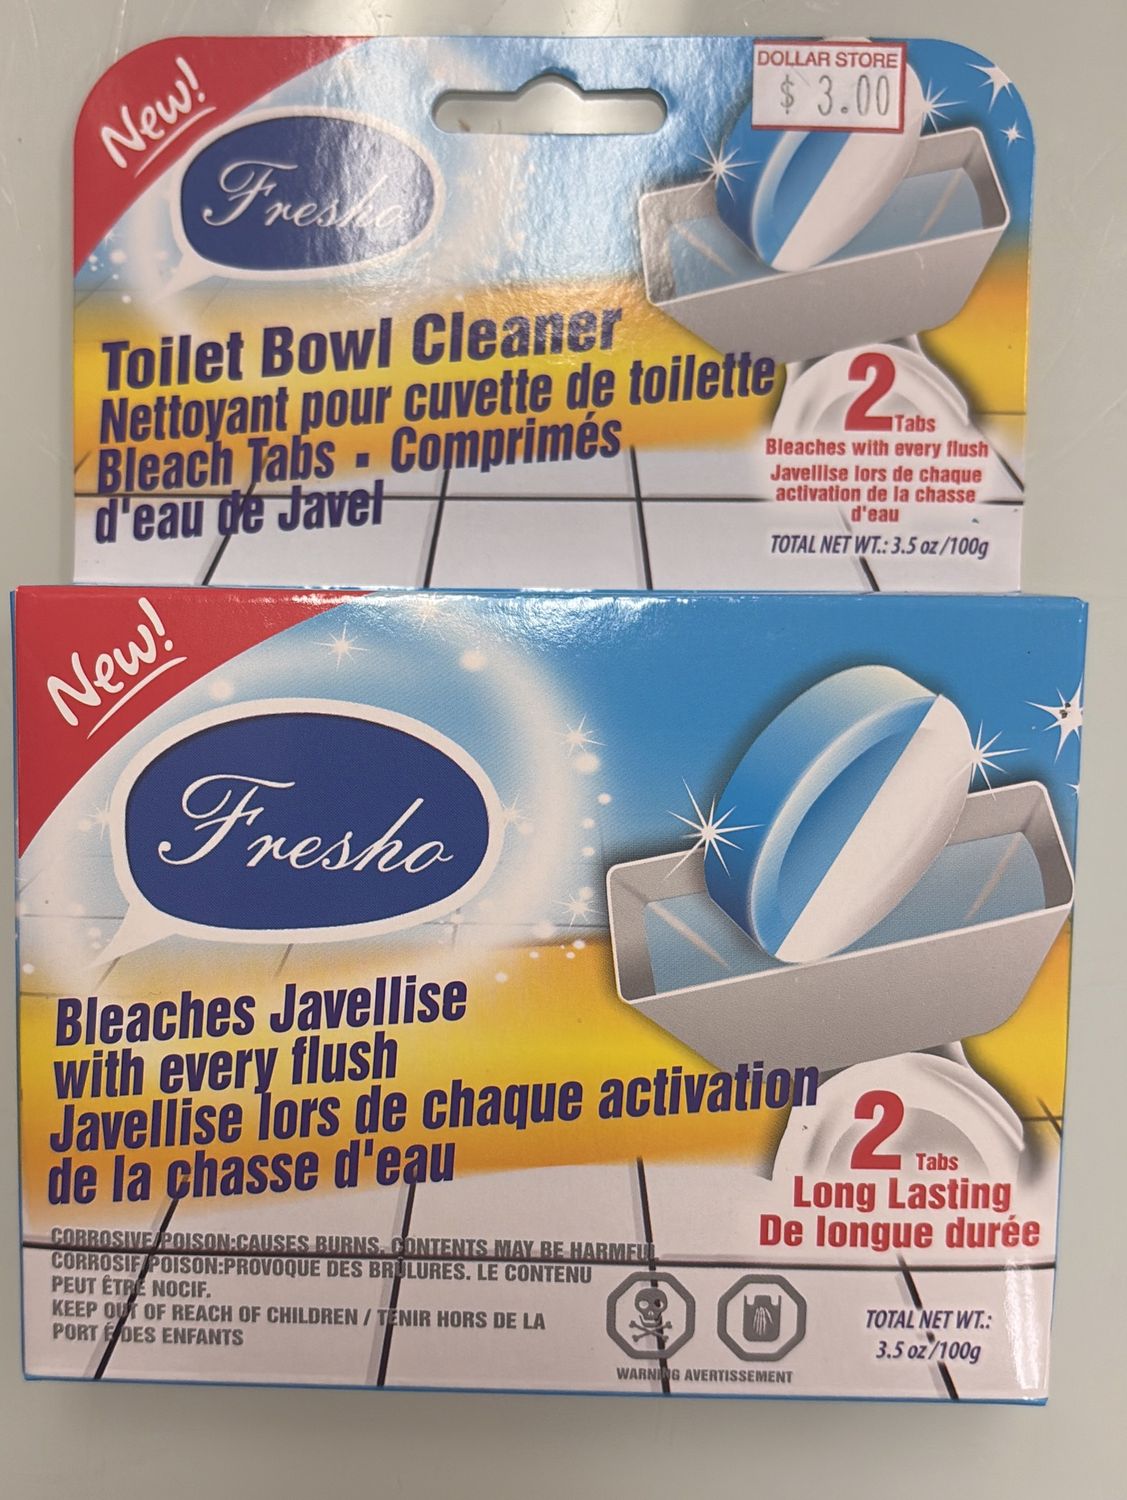 New!
Fresho
DOLLAR STORE
$ 3.00
Toilet Bowl Cleaner
Nettoyant pour cuvette de toilette
Bleach Tabs ▪ Comprimés
d'eau de Javel
2 Tabs
Bleaches with every flush
Javellise lors de chaque
activation de la chasse
d'eau
TOTAL NET WT.: 3.5 oz/100g
New!
Fresho
Bleaches Javellise
with every flush
Javellise lors de chaque activation
de la chasse d'eau
2 Tabs
Long Lasting
De longue durée
CORROSIVE/POISON:CAUSES BURNS. CONTENTS MAY BE HARMFUL
CORROSIF/POISON:PROVOQUE DES BRÛLURES. LE CONTENU
PEUT ÊTRE NOCIF.
KEEP OUT OF REACH OF CHILDREN / TENIR HORS DE LA
PORT É DES ENFANTS
WARNING AVERTISSEMENT
TOTAL NET WT.:
3.5 oz/100g